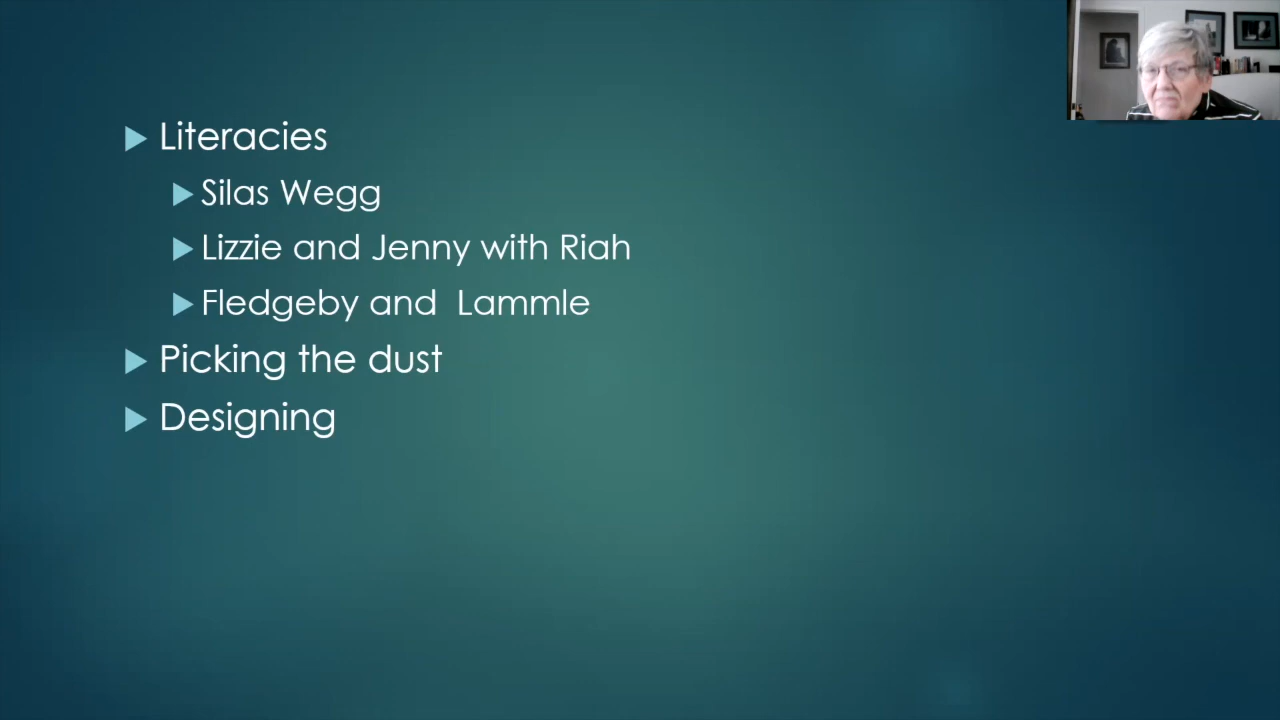 Literacies
Silas Wegg
Lizzie and Jenny with Riah
Fledgeby and  Lammle
Picking the dust
Designing